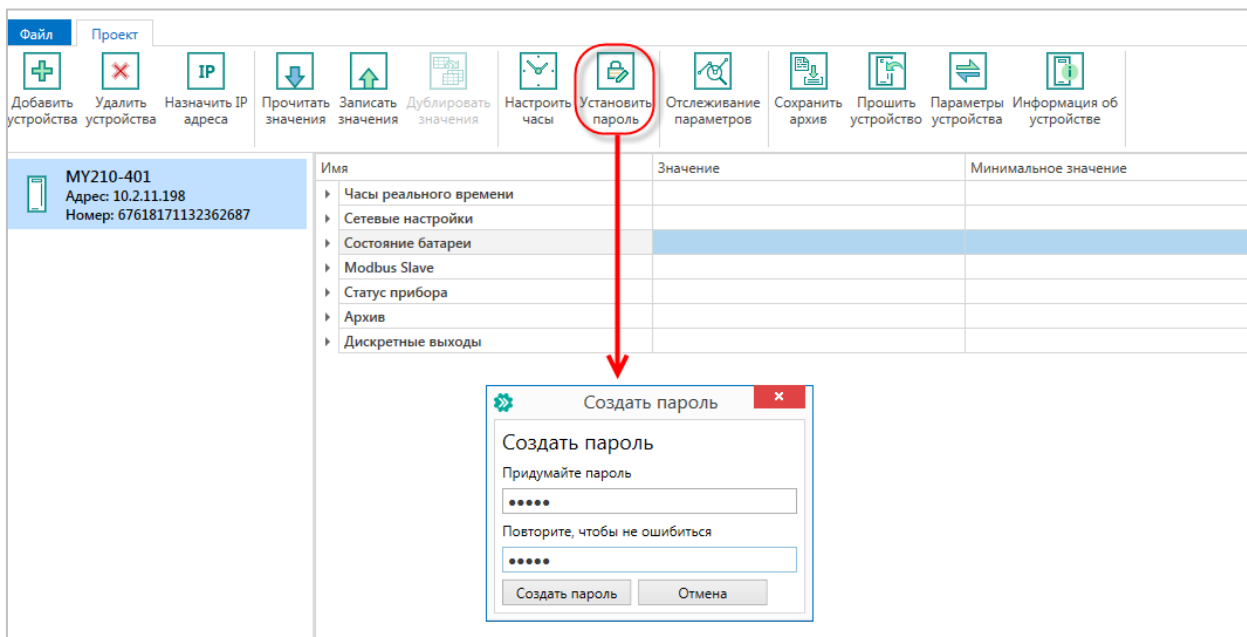 Файл Проект
IP
Добавить устройства
Удалить устройства
Назначить IP адреса
Прочитать значения
Записать значения
Дублировать значения
Настроить часы
Установить пароль
Отслеживание параметров
Сохранить архив
Прошить устройство
Параметры устройства
Информация об устройстве
МУ210-401
Адрес: 10.2.11.198
Номер: 67618171132362687
Имя Значение Минимальное значение
Часы реального времени
Сетевые настройки
Состояние батареи
Modbus Slave
Статус прибора
Архив
Дискретные выходы
Создать пароль
Создать пароль
Придумайте пароль
•••••
Повторите, чтобы не ошибиться
•••••
Создать пароль Отмена